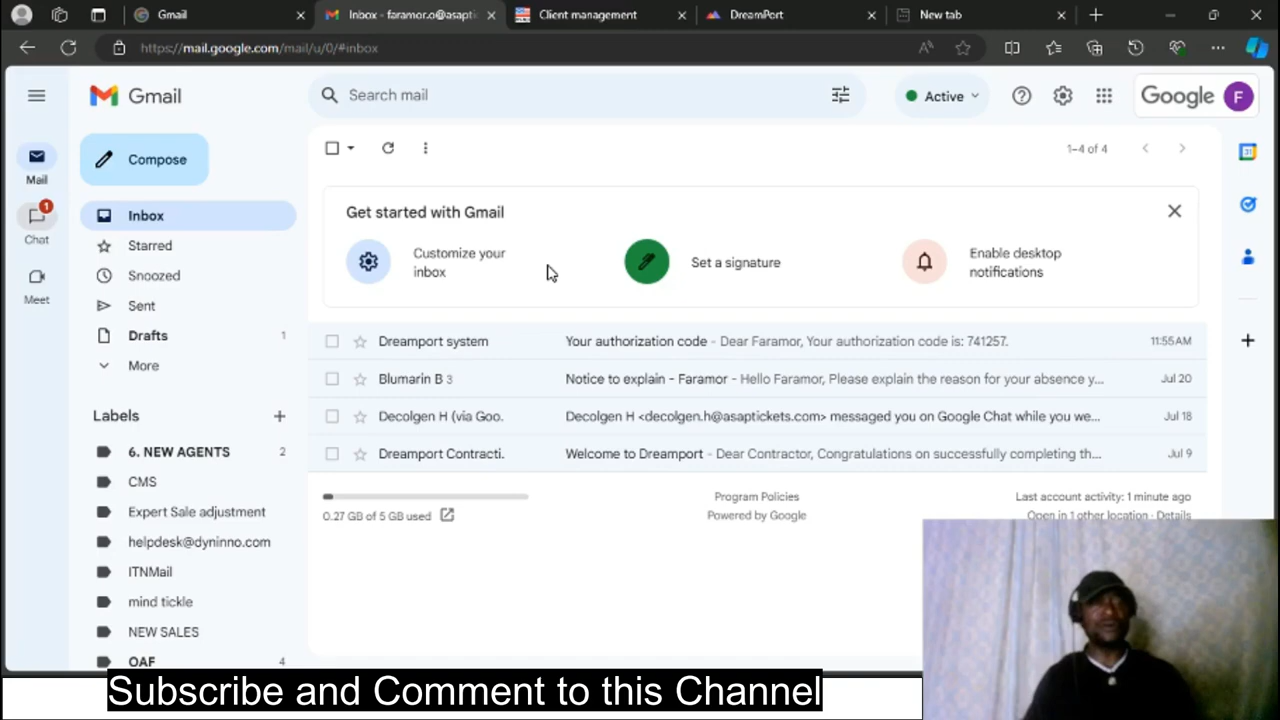 Gmail
Inbox - faramor.o@asapti
Client management
DreamPort
New tab
https://mail.google.com/mail/u/0/#inbox
Gmail
Search mail
Active
Google
F
Mail
Compose
1–4 of 4
1
Chat
Inbox
Get started with Gmail
Customize your
inbox
Set a signature
Enable desktop
notifications
31
Starred
Snoozed
Meet
Sent
Drafts 1
More
Dreamport system Your authorization code - Dear Faramor, Your authorization code is: 741257. 11:55 AM
Blumarin B 3 Notice to explain - Faramor - Hello Faramor, Please explain the reason for your absence y... Jul 20
Decolgen H (via Goo. Decolgen H <decolgen.h@asaptickets.com> messaged you on Google Chat while you we... Jul 18
Dreamport Contracti. Welcome to Dreamport - Dear Contractor, Congratulations on successfully completing th... Jul 9
Labels
6. NEW AGENTS 2
CMS
Expert Sale adjustment
helpdesk@dyninno.com
ITNMail
mind tickle
NEW SALES
OAF 4
0.27 GB of 5 GB used
Program Policies
Powered by Google
Last account activity: 1 minute ago
Open in 1 other location - Details
Subscribe and Comment to this Channel